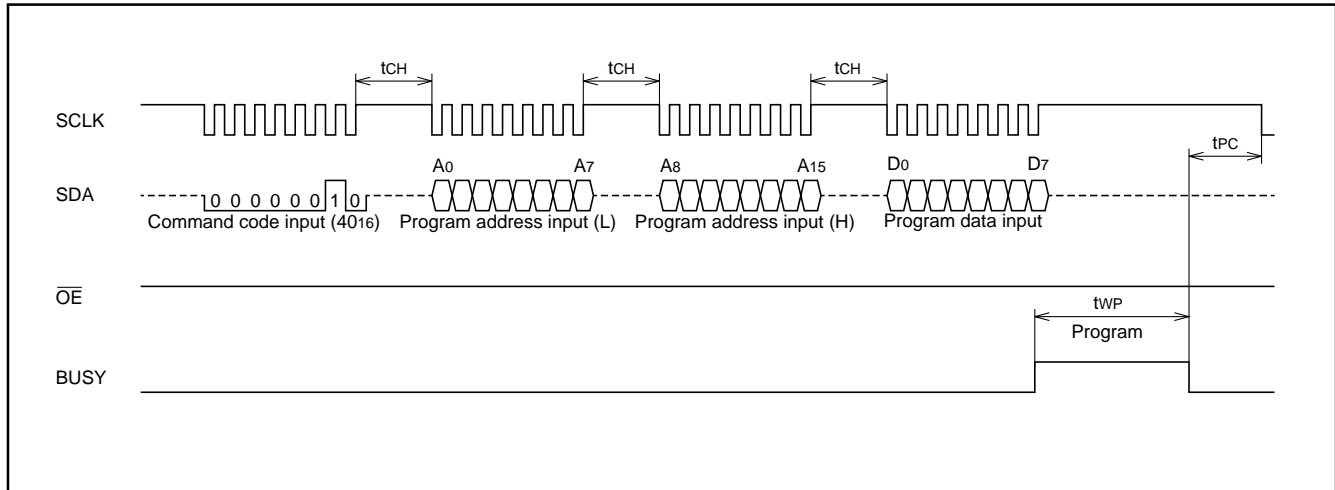 tCH tCH tCH
SCLK
tPC
A0 A7 A8 A15 D0 D7
SDA 0 0 0 0 0 0 1 0
Command code input (4016) Program address input (L) Program address input (H) Program data input
OE
tWP
Program
BUSY